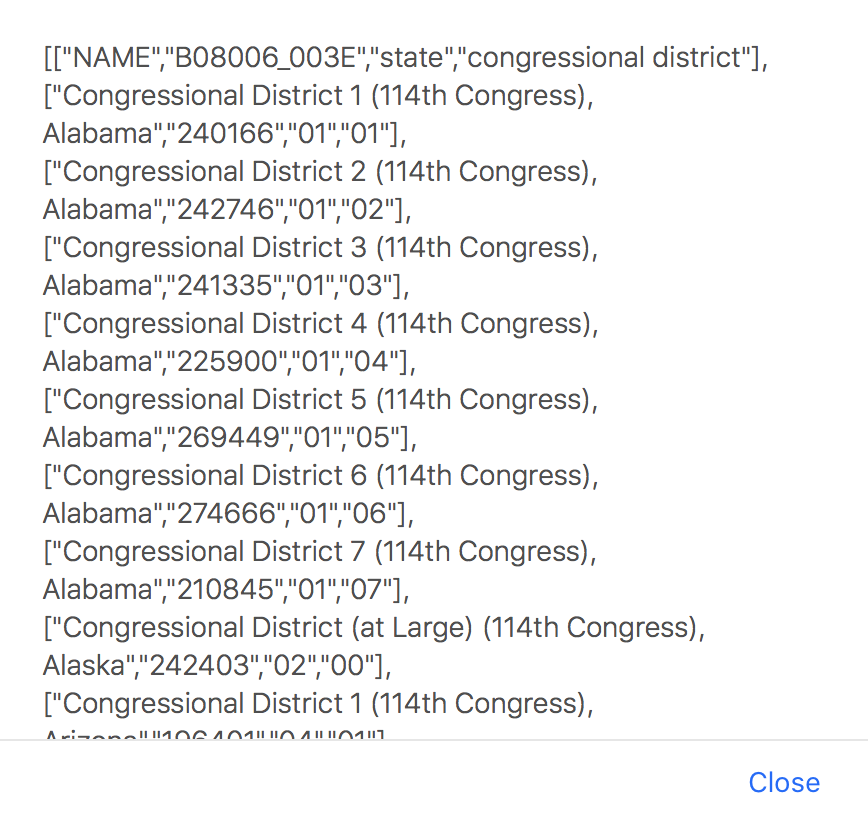 [["NAME","B08006_003E","state","congressional district"],
["Congressional District 1 (114th Congress),
Alabama","240166","01","01"],
["Congressional District 2 (114th Congress),
Alabama","242746","01","02"],
["Congressional District 3 (114th Congress),
Alabama","241335","01","03"],
["Congressional District 4 (114th Congress),
Alabama","225900","01","04"],
["Congressional District 5 (114th Congress),
Alabama","269449","01","05"],
["Congressional District 6 (114th Congress),
Alabama","274666","01","06"],
["Congressional District 7 (114th Congress),
Alabama","210845","01","07"],
["Congressional District (at Large) (114th Congress),
Alaska","242403","02","00"],
["Congressional District 1 (114th Congress),
Arizona","196401","04","01"]
Close